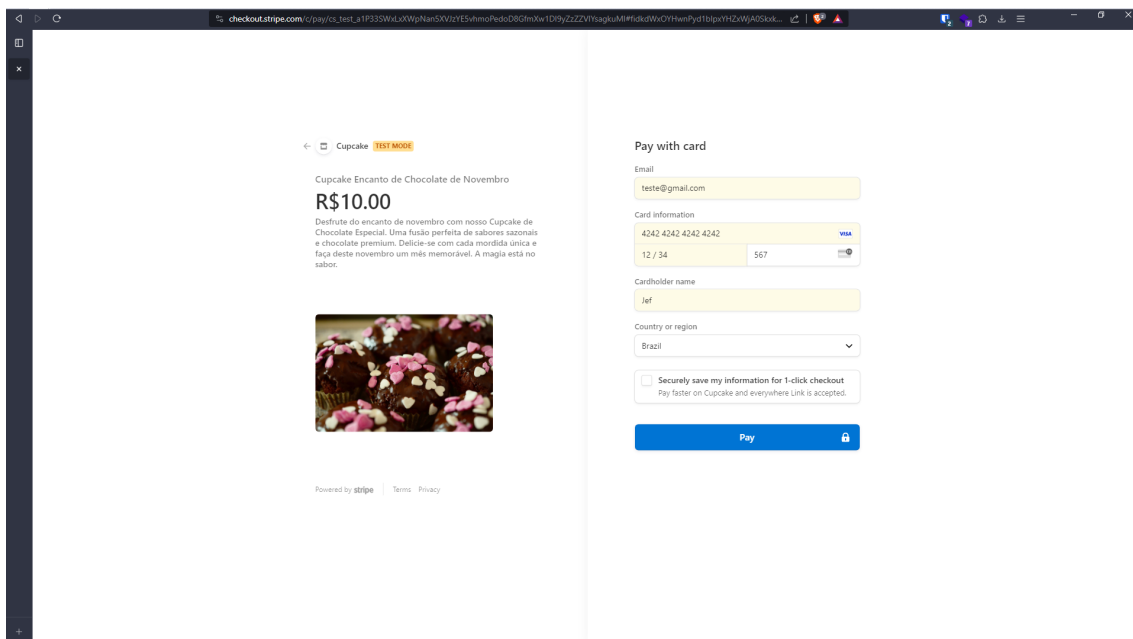 checkout.stripe.com/c/pay/cs_test_a1P33SWxLxXWpNan5XVJzYE5vhmoPedoD8GfmXw1DI9yZzZZVIYsagkuMI#fidkdWxOYHwnPyd1blpxYHZxWjA0Skxk...
Cupcake TEST MODE
Cupcake Encanto de Chocolate de Novembro
R$10.00
Desfrute do encanto de novembro com nosso Cupcake de
Chocolate Especial. Uma fusão perfeita de sabores sazonais
e chocolate premium. Delicie-se com cada mordida única e
faça deste novembro um mês memorável. A magia está no
sabor.
Powered by stripe Terms Privacy
Pay with card
Email
teste@gmail.com
Card information
4242 4242 4242 4242 VISA
12 / 34 567
Cardholder name
Jef
Country or region
Brazil
Securely save my information for 1-click checkout
Pay faster on Cupcake and everywhere Link is accepted.
Pay